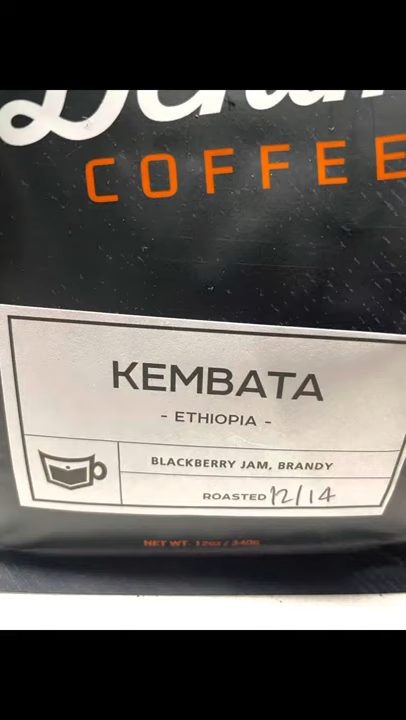 COFFEE
KEMBATA
- ETHIOPIA -
BLACKBERRY JAM, BRANDY
ROASTED 12/14
NET WT. 12oz / 340g